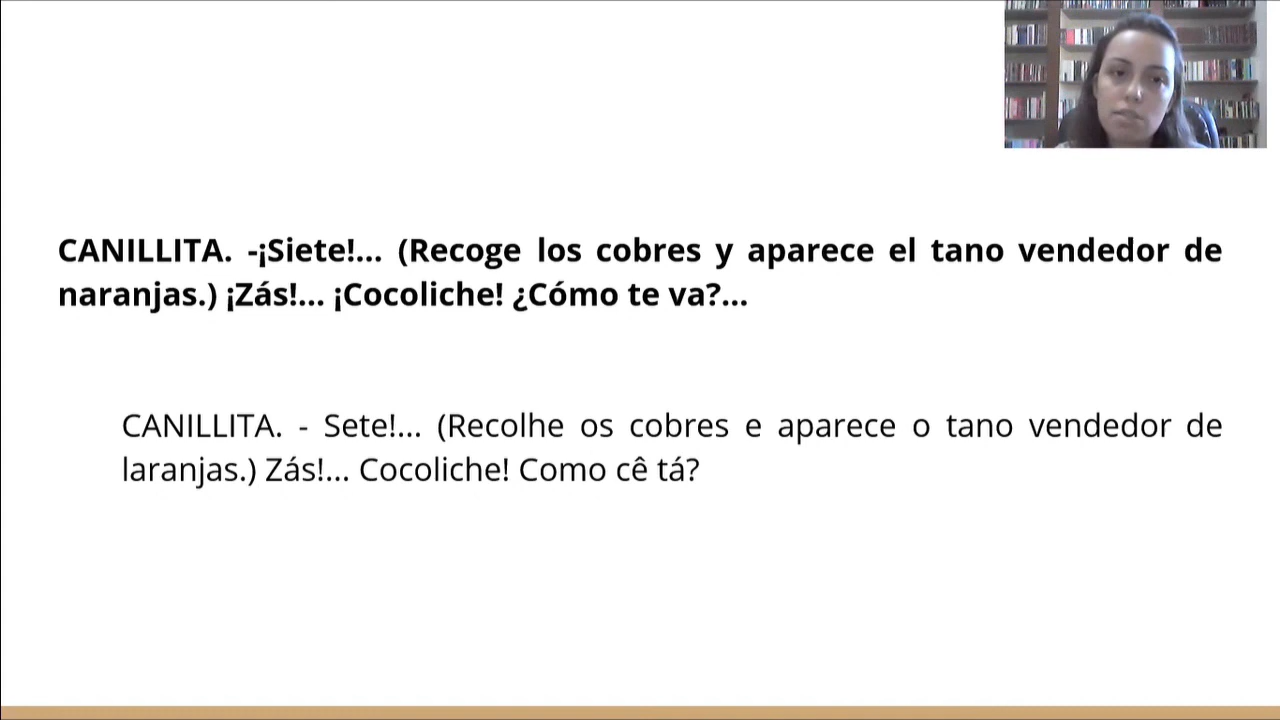 CANILLITA. -¡Siete!... (Recoge los cobres y aparece el tano vendedor de
naranjas.) ¡Zás!... ¡Cocoliche! ¿Cómo te va?...
CANILLITA. - Sete!... (Recolhe os cobres e aparece o tano vendedor de
laranjas.) Zás!... Cocoliche! Como cê tá?